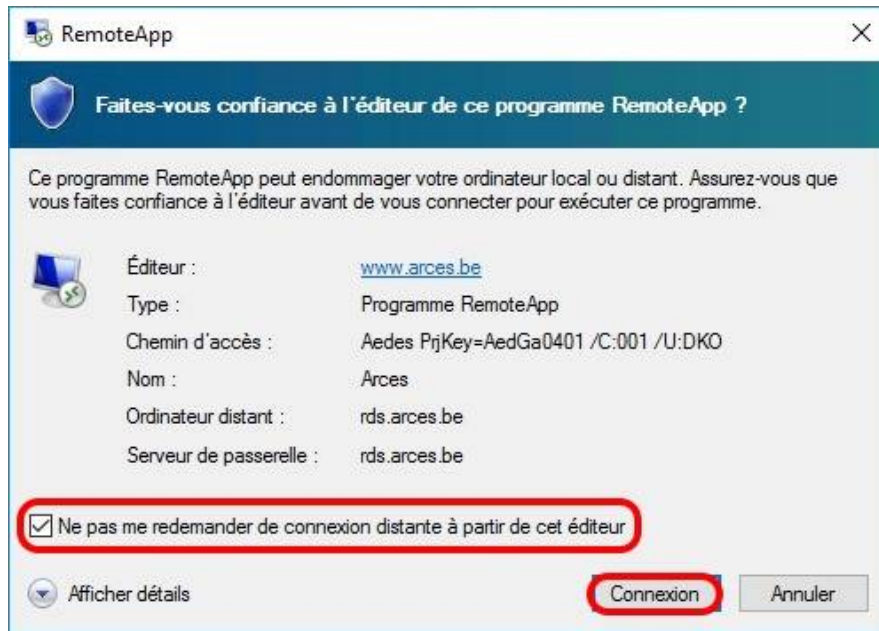 RemoteApp
Faites-vous confiance à l'éditeur de ce programme RemoteApp ?
Ce programme RemoteApp peut endommager votre ordinateur local ou distant. Assurez-vous que
vous faites confiance à l'éditeur avant de vous connecter pour exécuter ce programme.
Éditeur : www.arces.be
Type : Programme RemoteApp
Chemin d'accès : Aedes PrjKey=AedGa0401 /C:001 /U:DKO
Nom : Arces
Ordinateur distant : rds.arces.be
Serveur de passerelle : rds.arces.be
Ne pas me redemander de connexion distante à partir de cet éditeur
Afficher détails Connexion Annuler